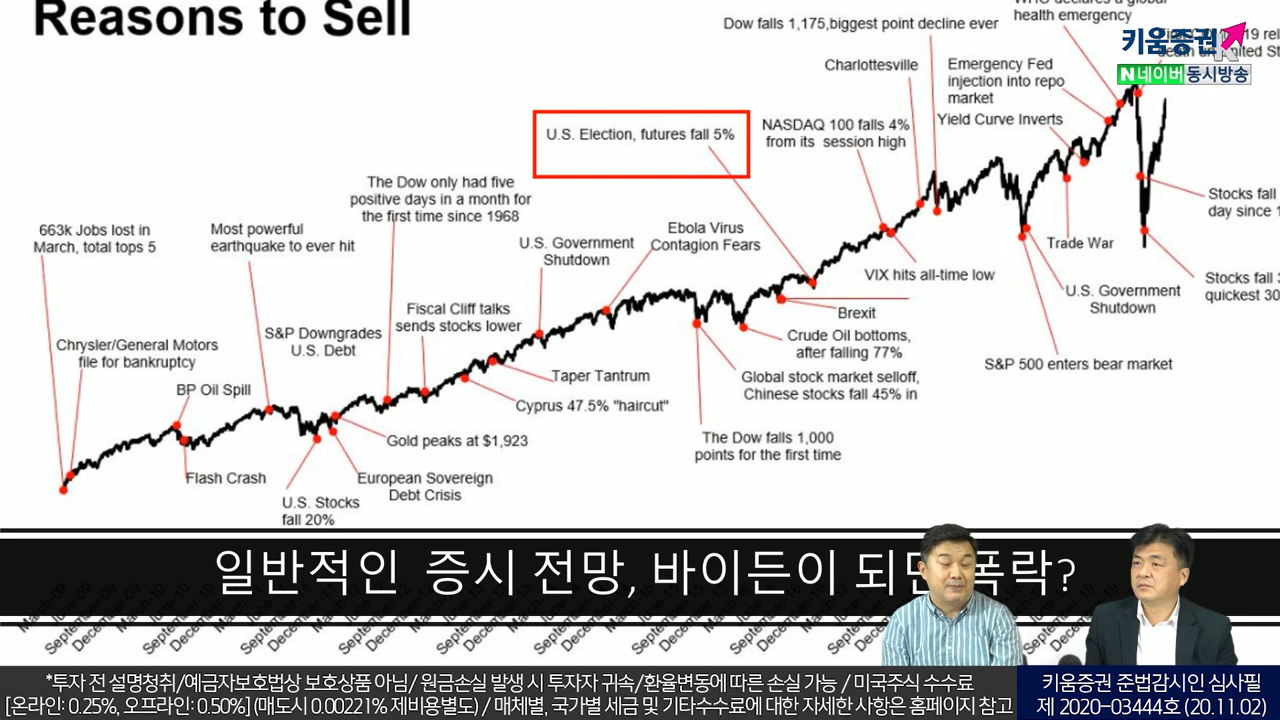 Reasons to Sell
Dow falls 1,175,biggest point decline ever
WHO declares a global
health emergency
키움증권
N네이버동시방송
Charlottesville
Emergency Fed
injection into repo
market
Yield Curve Inverts
U.S. Election, futures fall 5%
NASDAQ 100 falls 4%
from its session high
The Dow only had five
positive days in a month for
the first time since 1968
663k Jobs lost in
March, total tops 5
Most powerful
earthquake to ever hit
U.S. Government
Shutdown
Ebola Virus
Contagion Fears
Stocks fall
day since 1
Trade War
VIX hits all-time low
Stocks fall
quickest 30
U.S. Government
Shutdown
Brexit
Fiscal Cliff talks
sends stocks lower
S&P Downgrades
U.S. Debt
Crude Oil bottoms,
after falling 77%
Chrysler/General Motors
file for bankruptcy
S&P 500 enters bear market
BP Oil Spill
Taper Tantrum
Global stock market selloff,
Chinese stocks fall 45% in
Cyprus 47.5% "haircut"
Gold peaks at $1,923
The Dow falls 1,000
points for the first time
Flash Crash
European Sovereign
Debt Crisis
U.S. Stocks
fall 20%
일반적인 증시 전망, 바이든이 되면 폭락?
*투자 전 설명청취/예금자보호법상 보호상품 아님/ 원금손실 발생 시 투자자 귀속/환율변동에 따른 손실 가능 / 미국주식 수수료
[온라인: 0.25%, 오프라인: 0.50%] (매도시 0.00221% 제비용별도) / 매체별, 국가별 세금 및 기타수수료에 대한 자세한 사항은 홈페이지 참고
키움증권 준법감시인 심사필
제 2020-03444호 (20.11.02)